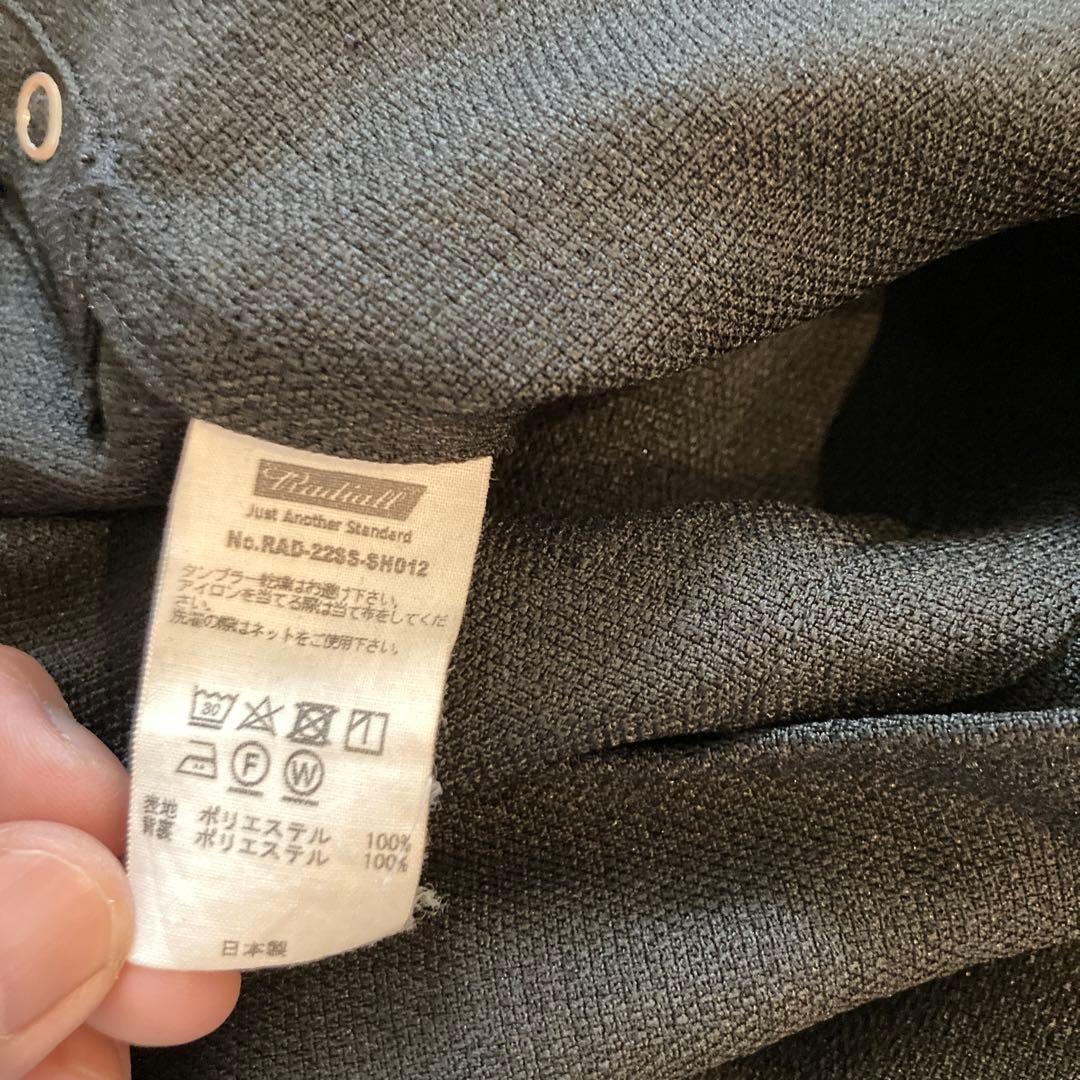 Radiall
Just Another Standard
No.RAD-22SS-SH012
タンブラー乾燥はお避け下さい。
アイロンを当てる際は当て布をしてくだ
さい。
洗濯の際はネットをご使用下さい。
30
F W
表地 ポリエステル 100%
背裏 ポリエステル 100%
日本製